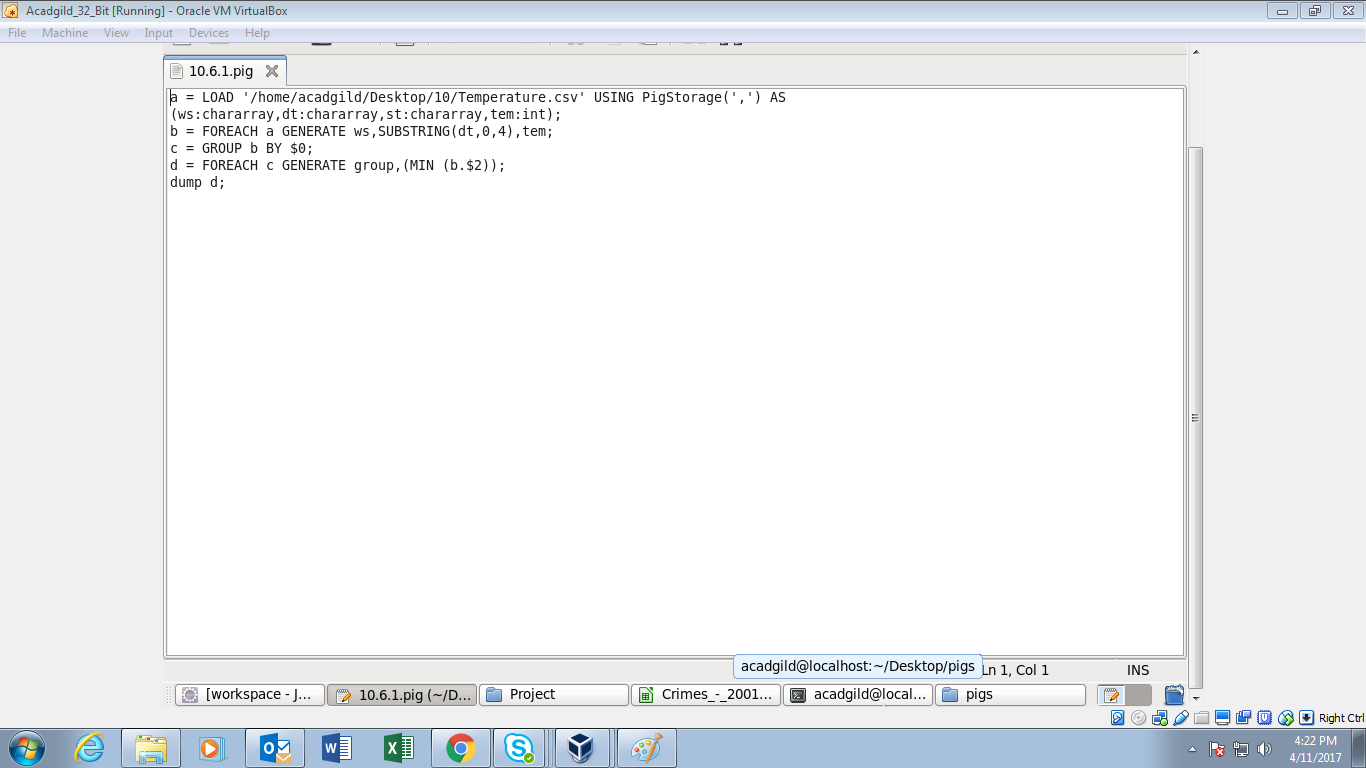 Acadgild_32_Bit [Running] - Oracle VM VirtualBox
File Machine View Input Devices Help
10.6.1.pig
a = LOAD '/home/acadgild/Desktop/10/Temperature.csv' USING PigStorage(',') AS
(ws:chararray,dt:chararray,st:chararray,tem:int);
b = FOREACH a GENERATE ws,SUBSTRING(dt,0,4),tem;
c = GROUP b BY $0;
d = FOREACH c GENERATE group,(MIN (b.$2));
dump d;
acadgild@localhost:~/Desktop/pigs
Ln 1, Col 1 INS
[workspace - J... 10.6.1.pig (~/D... Project Crimes_-_2001... acadgild@local... pigs
Right Ctrl
4:22 PM
4/11/2017